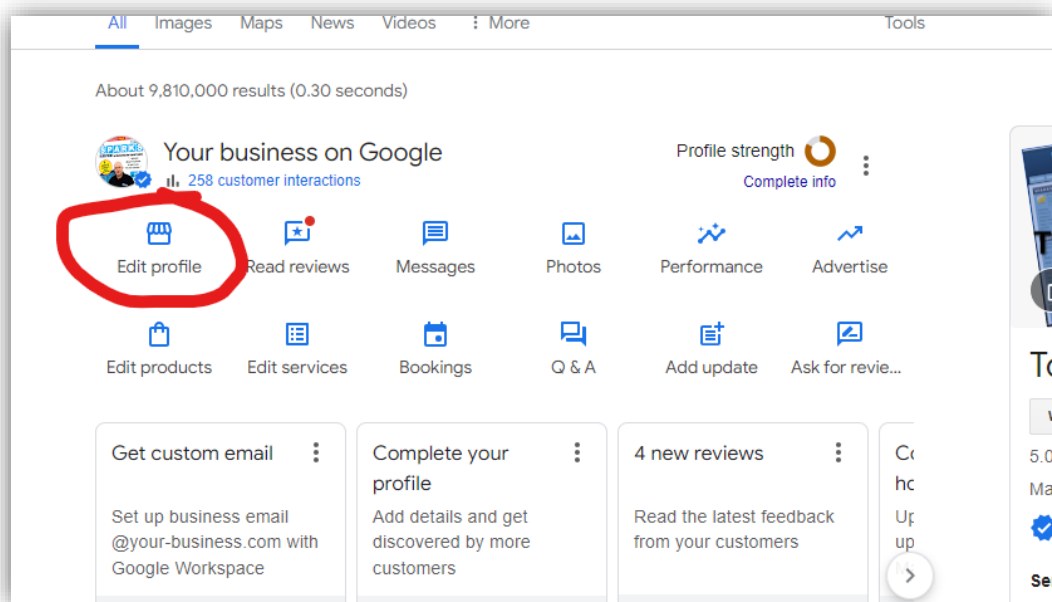 All Images Maps News Videos More Tools
About 9,810,000 results (0.30 seconds)
Your business on Google
258 customer interactions
Profile strength
Complete info
Edit profile Read reviews Messages Photos Performance Advertise
Edit products Edit services Bookings Q & A Add update Ask for revie...
Get custom email
Set up business email
@your-business.com with
Google Workspace
Complete your
profile
Add details and get
discovered by more
customers
4 new reviews
Read the latest feedback
from your customers
5.0